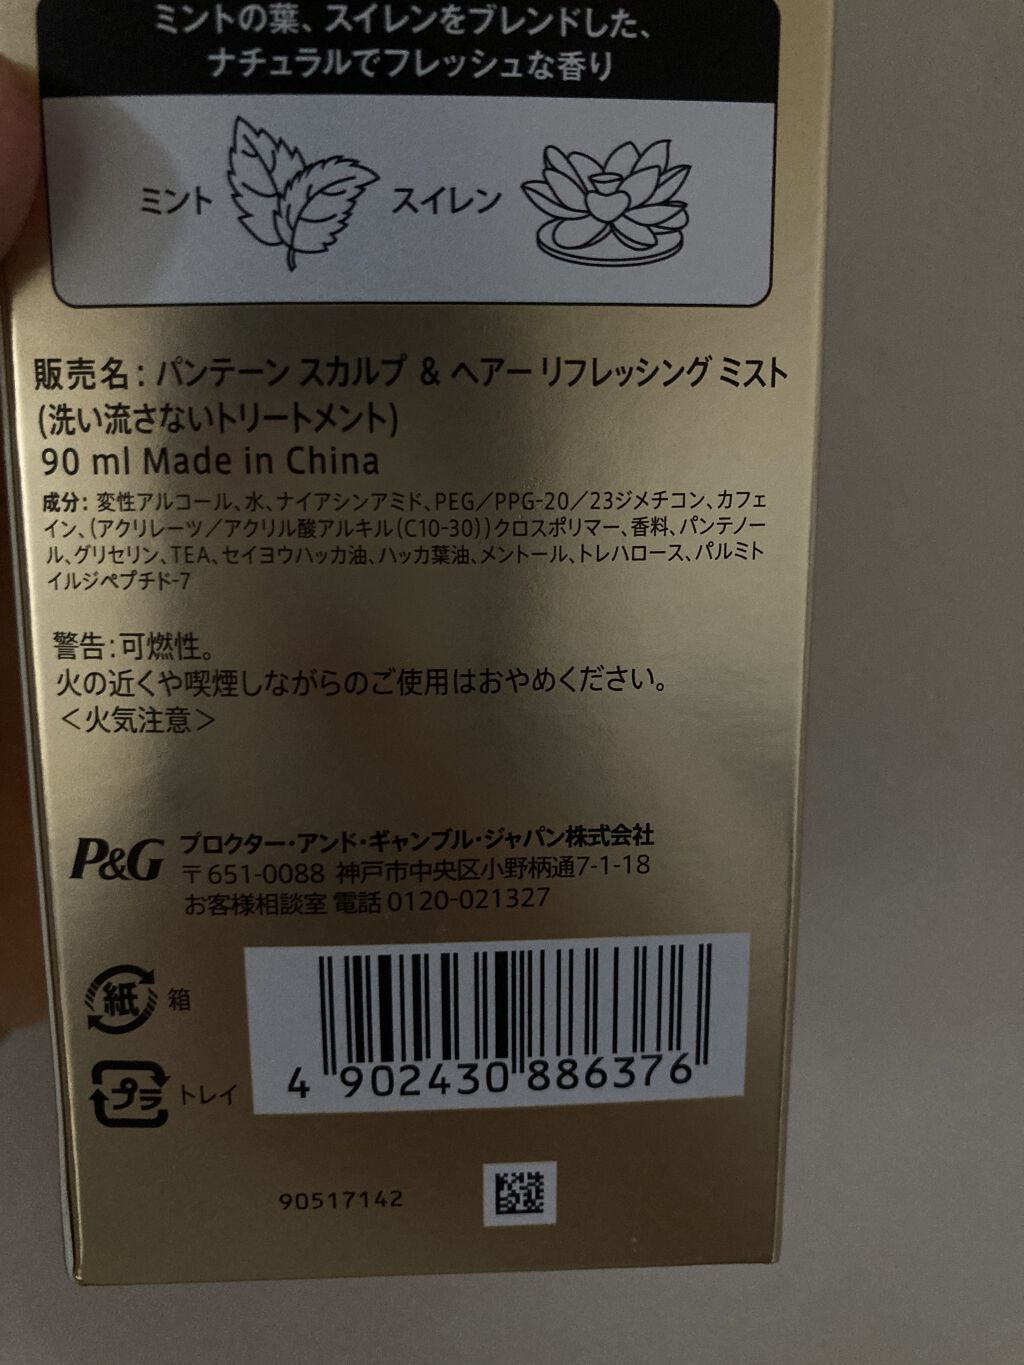 ミントの葉、スイレンをブレンドした、
ナチュラルでフレッシュな香り
ミント スイレン
販売名：パンテーン スカルプ & ヘアー リフレッシング ミスト
(洗い流さないトリートメント)
90 ml Made in China
成分：変性アルコール、水、ナイアシンアミド、PEG／PPG-20／23ジメチコン、カフェ
イン、(アクリレーツ／アクリル酸アルキル(C10-30))クロスポリマー、香料、パンテノー
ル、グリセリン、TEA、セイヨウハッカ油、ハッカ葉油、メントール、トレハロース、パルミト
イルジペプチド-7
警告：可燃性。
火の近くや喫煙しながらのご使用はおやめください。
＜火気注意＞
P&G プロクター・アンド・ギャンブル・ジャパン株式会社
〒651-0088 神戸市中央区小野柄通7-1-18
お客様相談室 電話 0120-021327
紙 箱
プラ トレイ
4 902430 886376
90517142